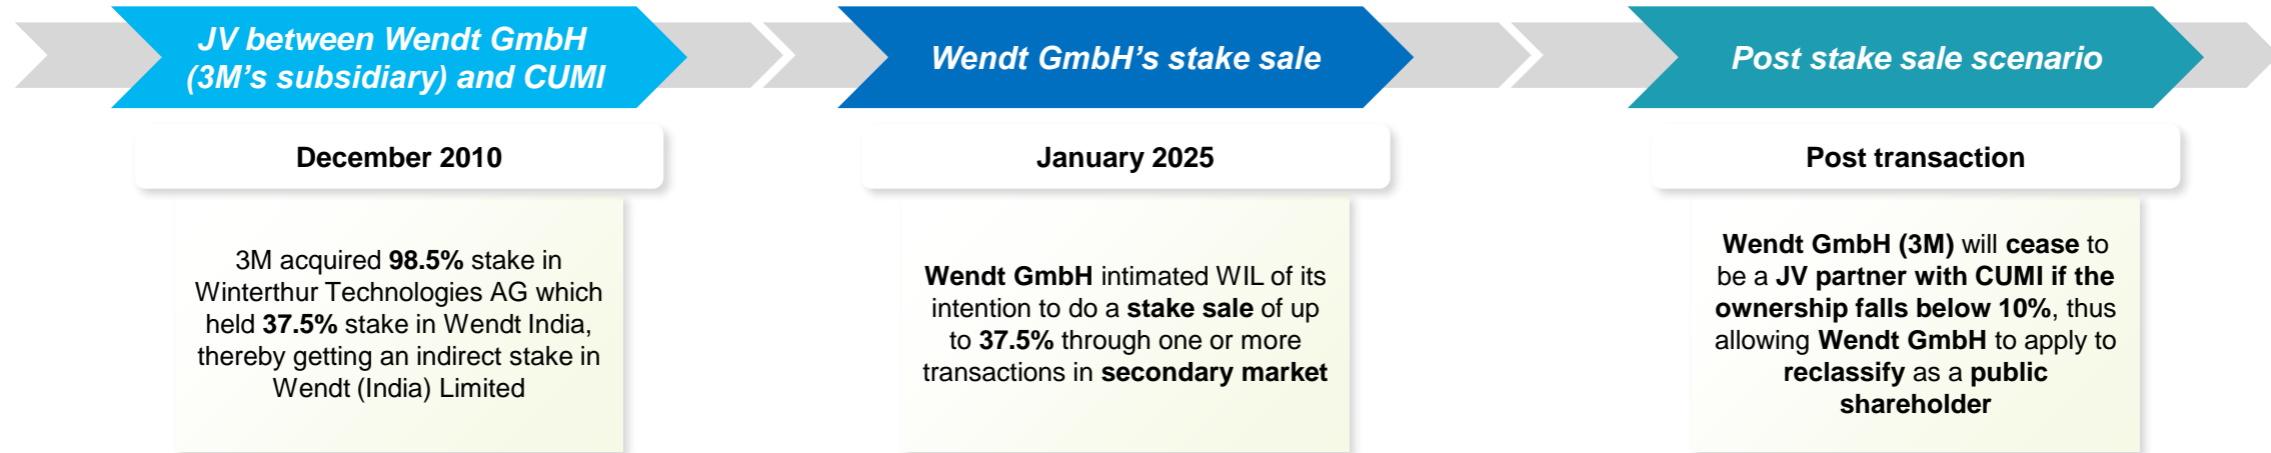 JV between Wendt GmbH
(3M's subsidiary) and CUMI
December 2010
3M acquired 98.5% stake in
Winterthur Technologies AG which
held 37.5% stake in Wendt India,
thereby getting an indirect stake in
Wendt (India) Limited
Wendt GmbH's stake sale
January 2025
Wendt GmbH intimated WIL of its
intention to do a stake sale of up
to 37.5% through one or more
transactions in secondary market
Post stake sale scenario
Post transaction
Wendt GmbH (3M) will cease to
be a JV partner with CUMI if the
ownership falls below 10%, thus
allowing Wendt GmbH to apply to
reclassify as a public
shareholder